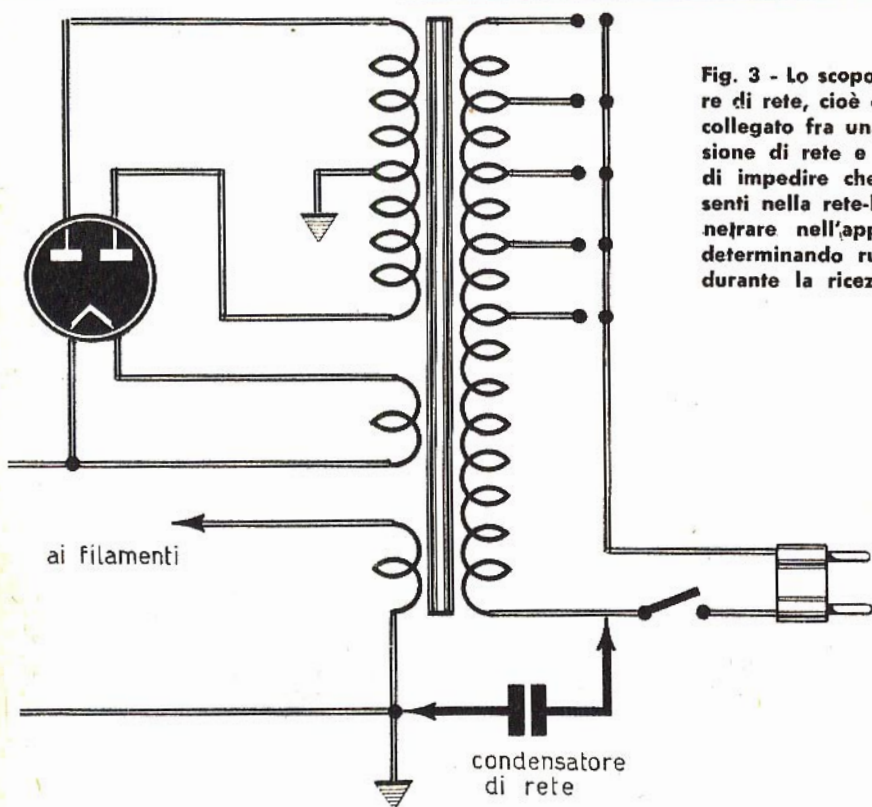 Fig. 3 - Lo scopo
re di rete, cioè
collegato fra un
sione di rete e
di impedire che
senti nella rete-
netrare nell'app
determinando ru
durante la ricez
ai filamenti
condensatore
di rete